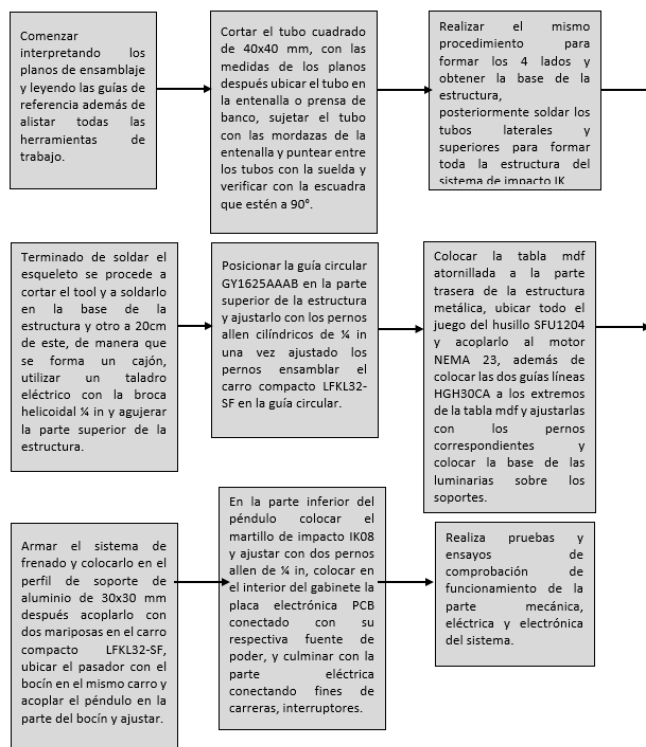 Comenzar
interpretando los
planos de ensamblaje
y leyendo las guías de
referencia además de
alistar todas las
herramientas de
trabajo.
Cortar el tubo cuadrado
de 40x40 mm, con las
medidas de los planos
después ubicar el tubo en
la entenalla o prensa de
banco, sujetar el tubo
con las mordazas de la
entenalla y puntear entre
los tubos con la suelda y
verificar con la escuadra
que estén a 90°.
Realizar el mismo
procedimiento para
formar los 4 lados y
obtener la base de la
estructura,
posteriormente soldar los
tubos laterales y
superiores para formar
toda la estructura del
sistema de impacto IK
Terminado de soldar el
esqueleto se procede a
cortar el tool y a soldarlo
en la base de la
estructura y otro a 20cm
de este, de manera que
se forma un cajón,
utilizar un taladro
eléctrico con la broca
helicoidal ¼ in y agujerar
la parte superior de la
estructura.
Posicionar la guía circular
GY1625AAAB en la parte
superior de la estructura
y ajustarlo con los pernos
allen cilíndricos de ¼ in
una vez ajustado los
pernos ensamblar el
carro compacto LFKL32-
SF en la guía circular.
Colocar la tabla mdf
atornillada a la parte
trasera de la estructura
metálica, ubicar todo el
juego del husillo SFU1204
y acoplarlo al motor
NEMA 23, además de
colocar las dos guías líneas
HGH30CA a los extremos
de la tabla mdf y ajustarlas
con los pernos
correspondientes y
colocar la base de las
luminarias sobre los
soportes.
Armar el sistema de
frenado y colocarlo en el
perfil de soporte de
aluminio de 30x30 mm
después acoplarlo con
dos mariposas en el carro
compacto LFKL32-SF,
ubicar el pasador con el
bocín en el mismo carro y
acoplar el péndulo en la
parte del bocín y ajustar.
En la parte inferior del
péndulo colocar el
martillo de impacto IK08
y ajustar con dos pernos
allen de ¼ in, colocar en
el interior del gabinete la
placa electrónica PCB
conectado con su
respectiva fuente de
poder, y culminar con la
parte eléctrica
conectando fines de
carreras, interruptores.
Realiza pruebas y
ensayos de
comprobación de
funcionamiento de la
parte mecánica,
eléctrica y electrónica
del sistema.